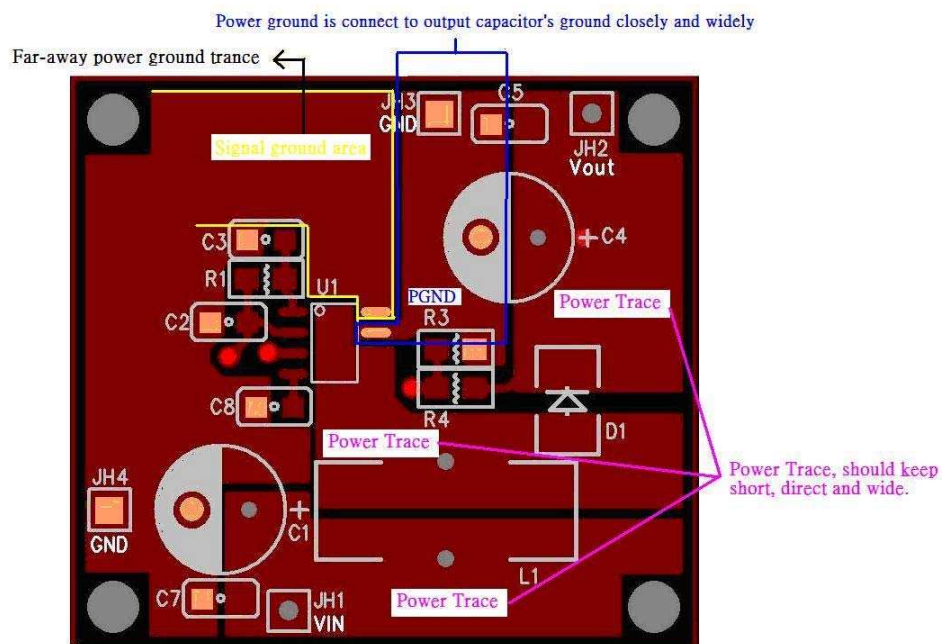 Power ground is connect to output capacitor's ground closely and widely
Far-away power ground trance
JH3
GND
C5
JH2
Vout
Signal ground area
C3
C4
R1
U1
PGND
Power Trace
C2
R3
C8
R4
D1
Power Trace
Power Trace, should keep
short, direct and wide.
JH4
GND
C1
L1
C7
JH1
VIN
Power Trace